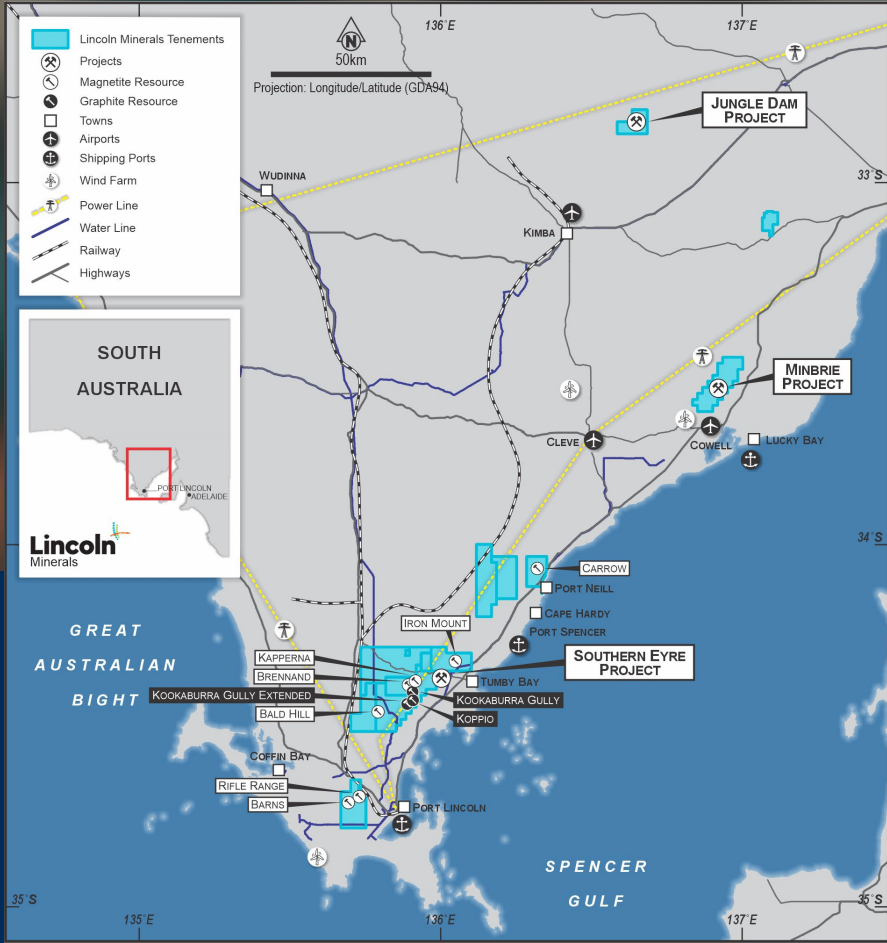 136°E
137°E
Lincoln Minerals Tenements
Projects
Magnetite Resource
Graphite Resource
Towns
Airports
Shipping Ports
Wind Farm
Power Line
Water Line
Railway
Highways
N
50km
Projection: Longitude/Latitude (GDA94)
JUNGLE DAM
PROJECT
33°S
WUDINNA
KIMBA
SOUTH
AUSTRALIA
PORT LINCOLN
ADELAIDE
Lincoln
Minerals
MINBRIE
PROJECT
CLEVE
COWELL
LUCKY BAY
34°S
CARROW
PORT NEILL
CAPE HARDY
PORT SPENCER
IRON MOUNT
GREAT
AUSTRALIAN
BIGHT
KAPPERNA
BRENNAND
KOOKABURRA GULLY EXTENDED
BALD HILL
SOUTHERN EYRE
PROJECT
TUMBY BAY
KOOKABURRA GULLY
KOPPIO
COFFIN BAY
RIFLE RANGE
BARNS
PORT LINCOLN
SPENCER
GULF
35°S
35°S
135°E
136°E
137°E